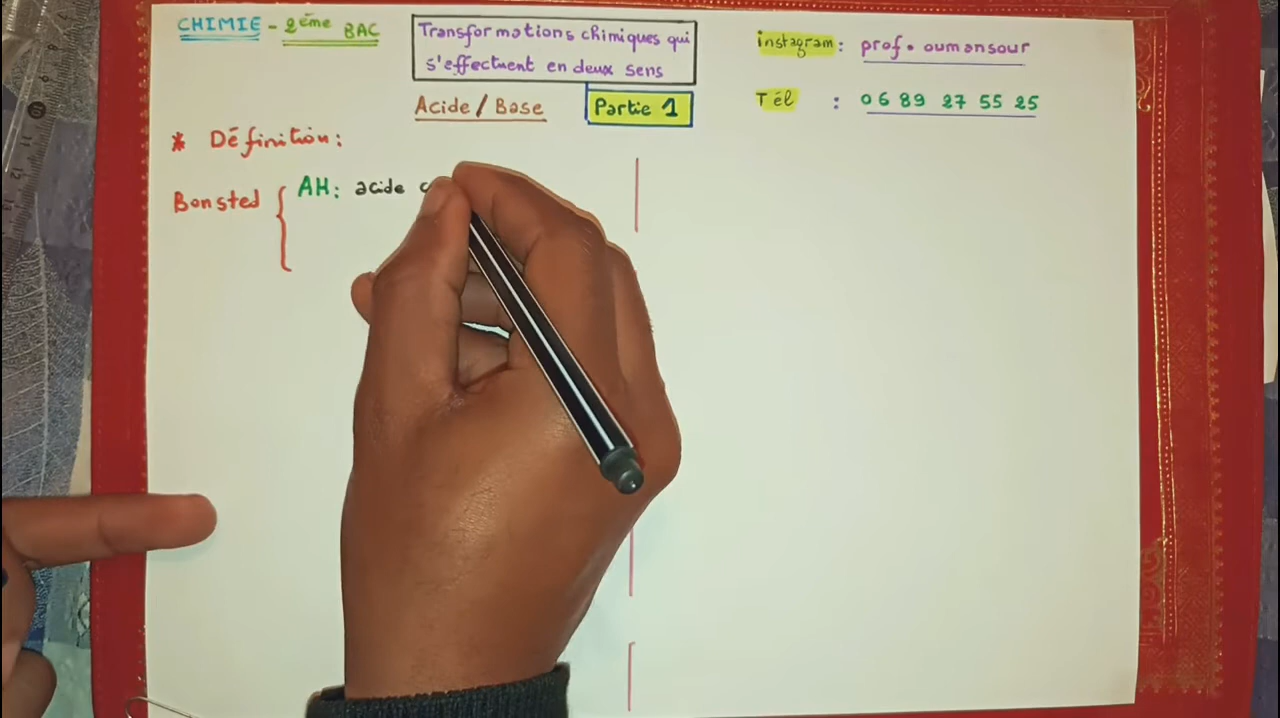 CHIMIE - 2ème BAC
Transformations chimiques qui
s'effectuent en deux sens
Acide / Base
Partie 1
instagram : prof. oumansour
Tél : 06 89 27 55 25
* Définition :
Bonsted { AH : acide